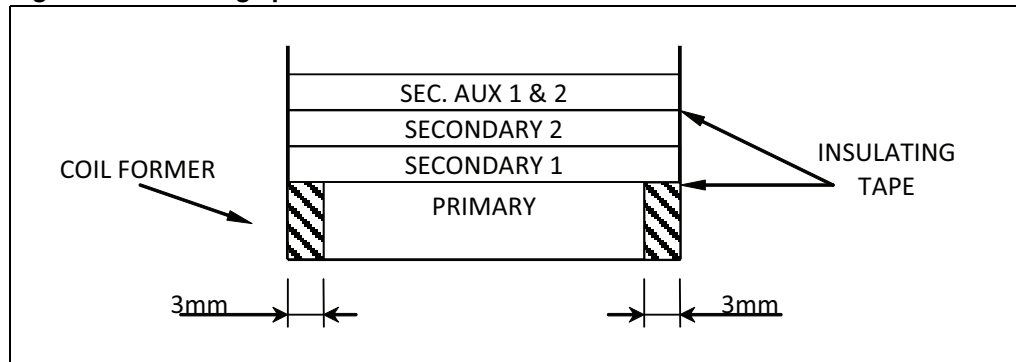 SEC. AUX 1 & 2
SECONDARY 2
SECONDARY 1
PRIMARY
COIL FORMER
INSULATING
TAPE
3mm
3mm